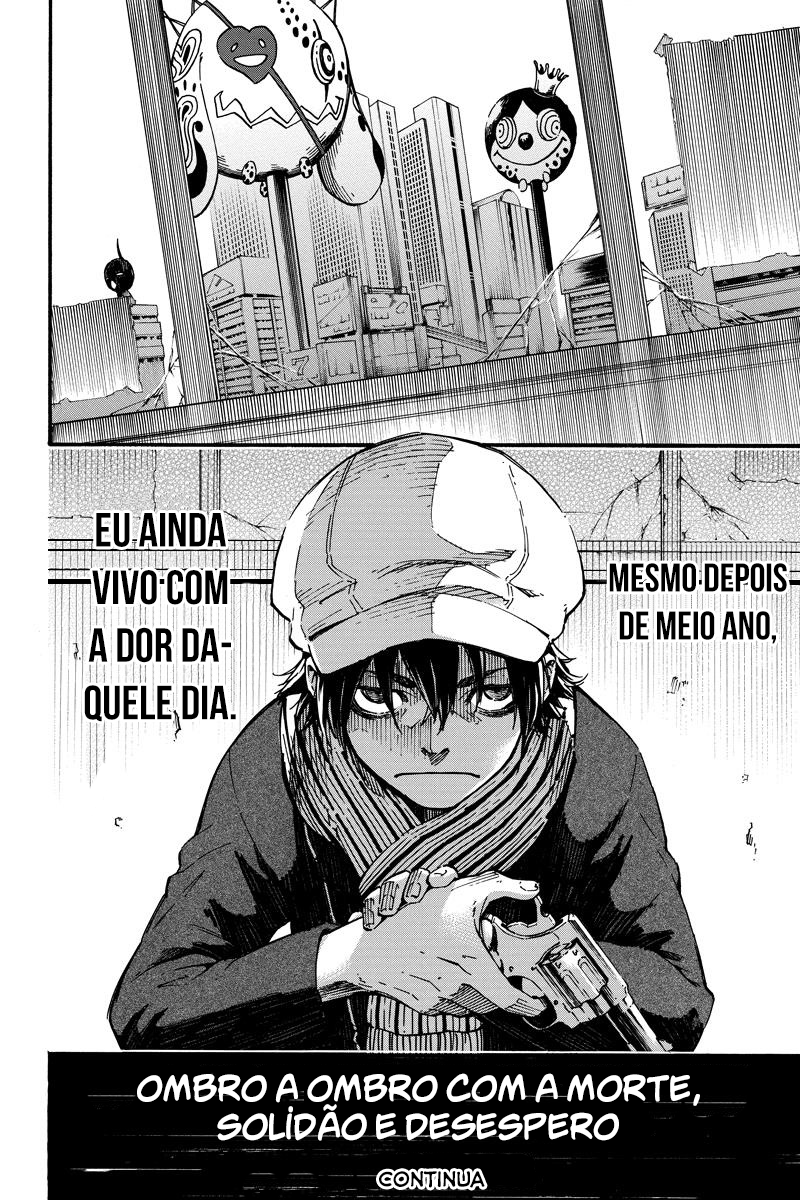 MESMO DEPOIS
DE MEIO ANO,
EU AINDA
VIVO COM
A DOR DA-
QUELE DIA.
OMBRO A OMBRO COM A MORTE,
SOLIDÃO E DESESPERO
CONTINUA